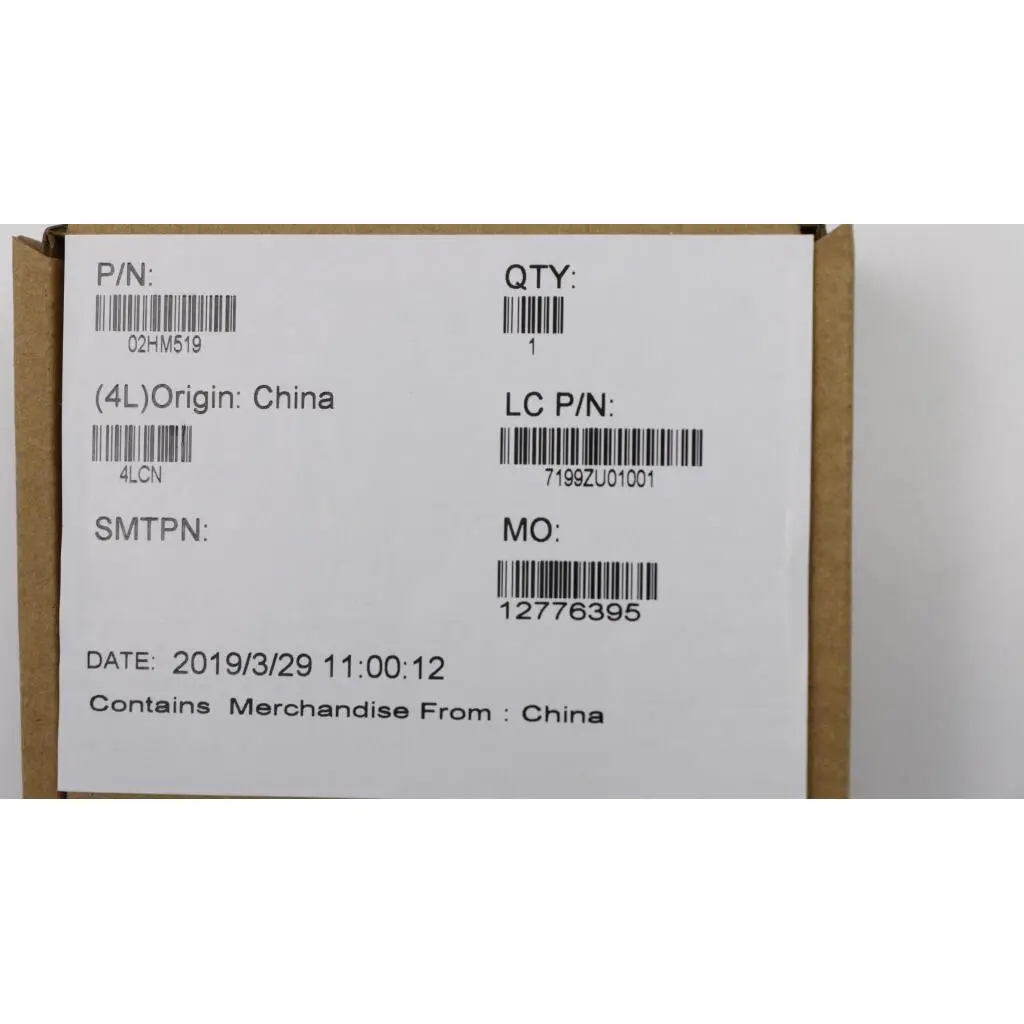 P/N:
02HM519
QTY:
1
(4L)Origin: China
4LCN
LC P/N:
7199ZU01001
SMTPN:
MO:
12776395
DATE: 2019/3/29 11:00:12
Contains Merchandise From : China